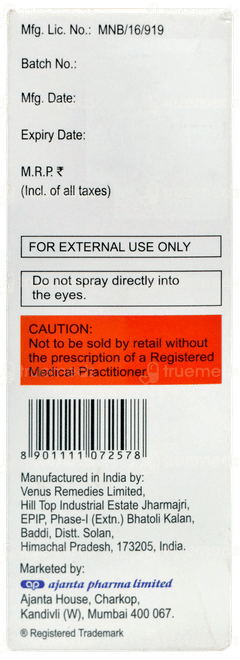 Mfg. Lic. No.: MNB/16/919
Batch No.:
Mfg. Date:
Expiry Date:
M.R.P. ₹
(Incl. of all taxes)
FOR EXTERNAL USE ONLY
Do not spray directly into
the eyes.
CAUTION:
Not to be sold by retail without
the prescription of a Registered
Medical Practitioner.
8 901111 072578
Manufactured in India by:
Venus Remedies Limited,
Hill Top Industrial Estate Jharmajri,
EPIP, Phase-I (Extn.) Bhatoli Kalan,
Baddi, Distt. Solan,
Himachal Pradesh, 173205, India.
Marketed by:
ap ajanta pharma limited
Ajanta House, Charkop,
Kandivli (W), Mumbai 400 067.
® Registered Trademark